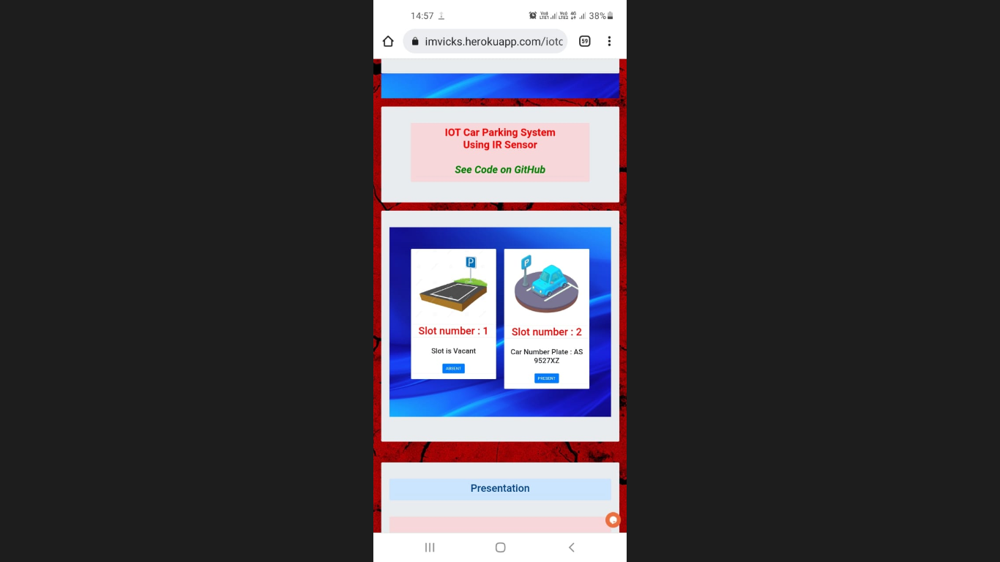 14:57
38%
imvicks.herokuapp.com/iotc
59
IOT Car Parking System
Using IR Sensor
See Code on GitHub
P
P
Slot number : 1
Slot is Vacant
ABSENT
Slot number : 2
Car Number Plate : AS
9527XZ
PRESENT
Presentation